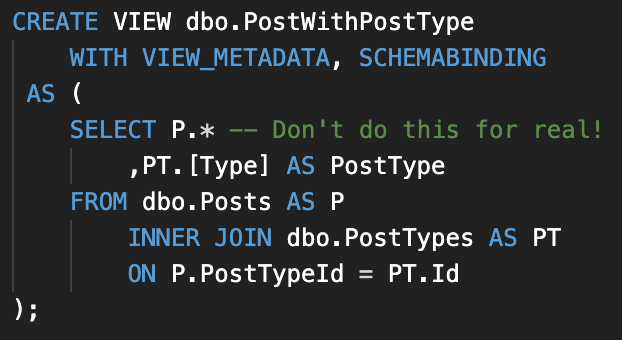 CREATE VIEW dbo.PostWithPostType
WITH VIEW_METADATA, SCHEMABINDING
AS (
SELECT P.* -- Don't do this for real!
,PT.[Type] AS PostType
FROM dbo.Posts AS P
INNER JOIN dbo.PostTypes AS PT
ON P.PostTypeId = PT.Id
);